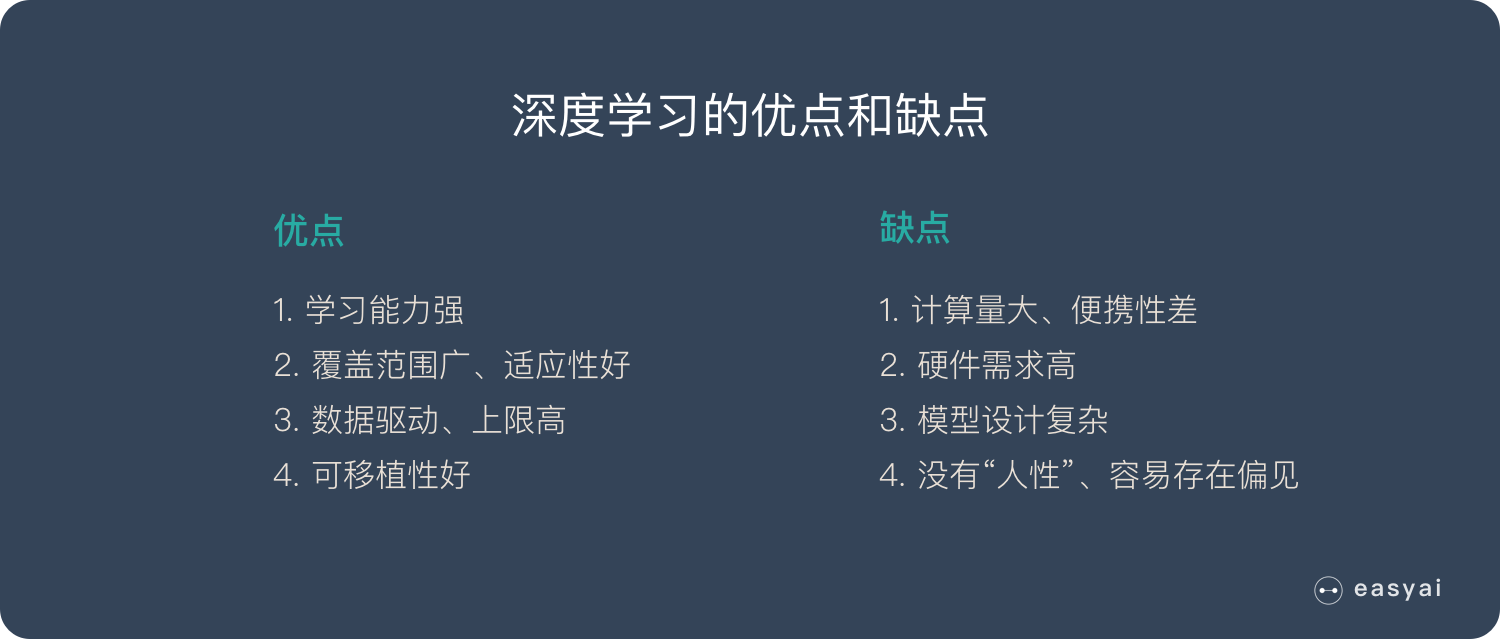 深度学习的优点和缺点
优点
1. 学习能力强
2. 覆盖范围广、适应性好
3. 数据驱动、上限高
4. 可移植性好
缺点
1. 计算量大、便携性差
2. 硬件需求高
3. 模型设计复杂
4. 没有“人性”、容易存在偏见
easyai